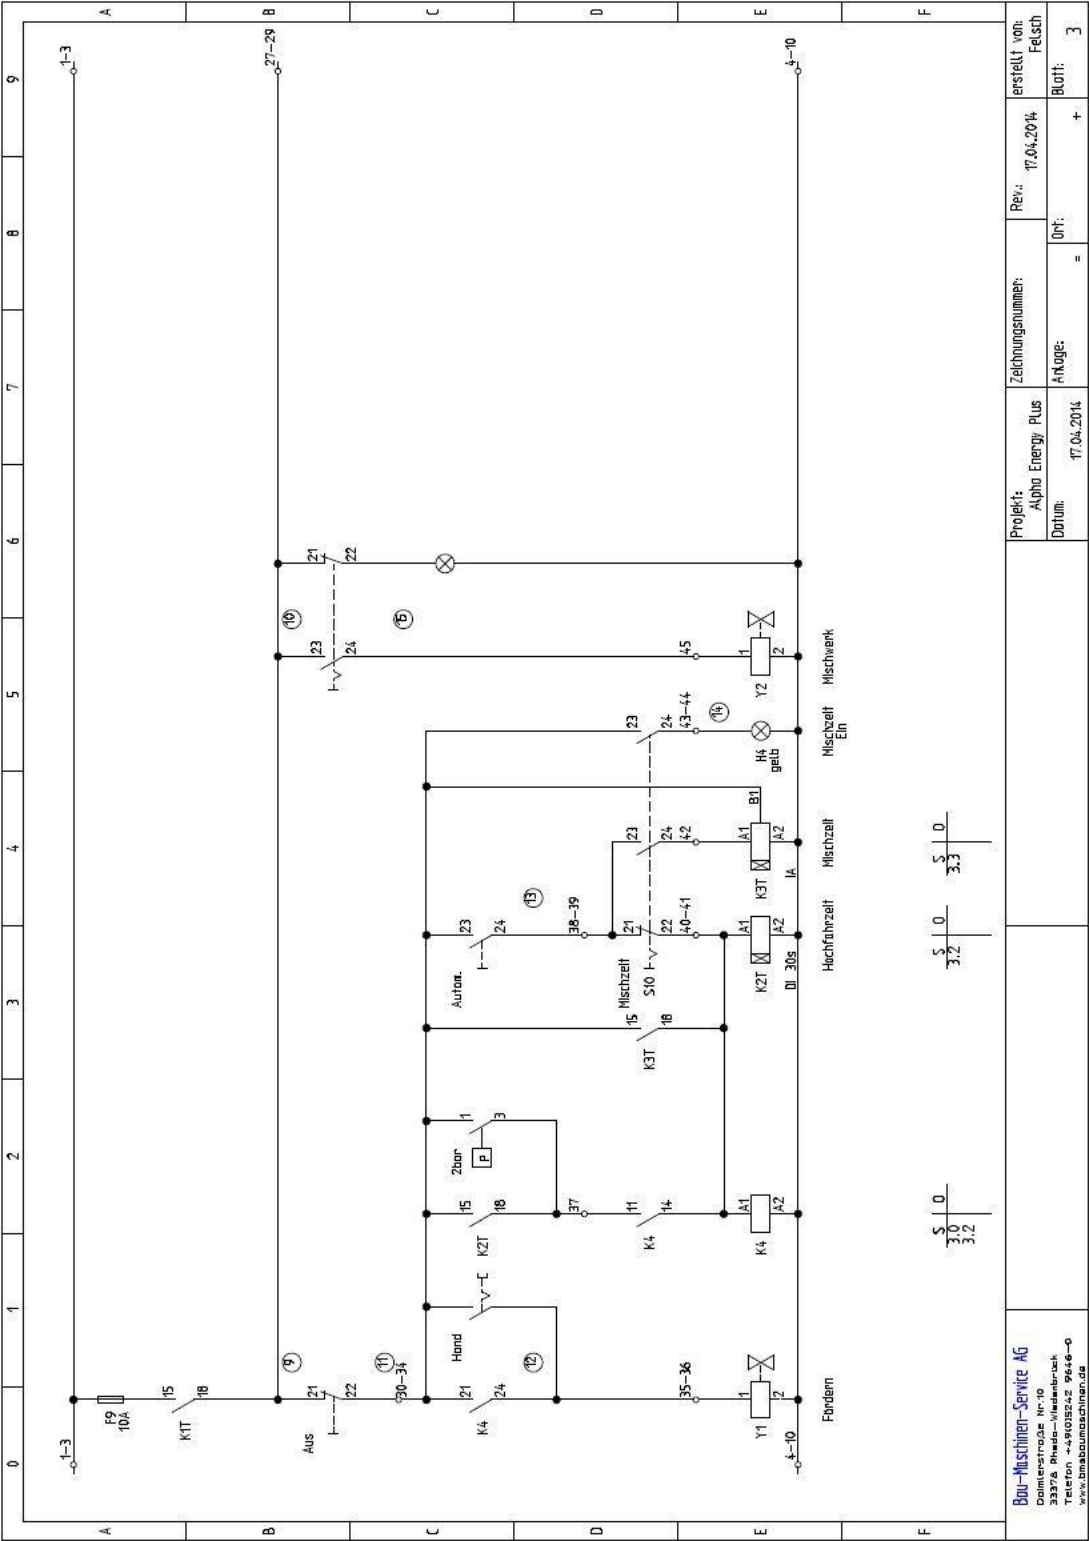 0 1 2 3 4 5 6 7 8 9
A
A
1-3
1-3
F9
10A
15
K1T
18
B
B
27-29
9
10
21
Aus
22
23
24
21
22
11
30-34
C
C
21
K4
24
Hand
15
K2T
18
2bar
P
1
3
Autom.
23
24
12
13
D
D
37
11
K4
14
15
K3T
18
38-39
Mischzeit
S10
21
22
23
24
23
24
35-36
40-41
42
43-44
45
14
E
E
1
Y1
2
A1
K4
A2
A1
K2T
A2
DI 30s
A1
K3T
A2
B1
IA
H4
gelb
1
Y2
2
4-10
4-10
Fördern
Hochfahrzeit
Mischzeit
Mischzeit
Ein
Mischwerk
F
F
S Ö
3.0
3.2
S Ö
3.2
S Ö
3.3
Bau-Maschinen-Service AG
Daimlerstraße Nr.10
33378 Rheda-Wiedenbrück
Telefon +49(0)5242 9646-0
www.bmsbaumaschinen.de
Projekt:
Alpha Energy Plus
Datum:
17.04.2014
Zeichnungsnummer:
Anlage:
=
Rev.: 17.04.2014
Ort:
+
erstellt von:
Felsch
Blatt:
3